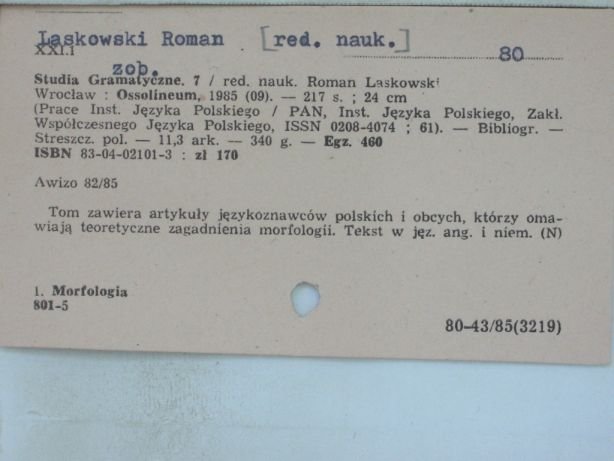 Laskowski Roman [red. nauk.]
XXI.1
80
zob.
Studia Gramatyczne. 7 / red. nauk. Roman Laskowski
Wrocław : Ossolineum, 1985 (09). — 217 s. ; 24 cm
(Prace Inst. Języka Polskiego / PAN, Inst. Języka Polskiego, Zakł.
Współczesnego Języka Polskiego, ISSN 0208-4074 ; 61). — Bibliogr. —
Streszcz. pol. — 11,3 ark. — 340 g. — Egz. 460
ISBN 83-04-02101-3 : zł 170
Awizo 82/85
Tom zawiera artykuły językoznawców polskich i obcych, którzy oma-
wiają teoretyczne zagadnienia morfologii. Tekst w jęz. ang. i niem. (N)
1. Morfologia
801-5
80-43/85(3219)